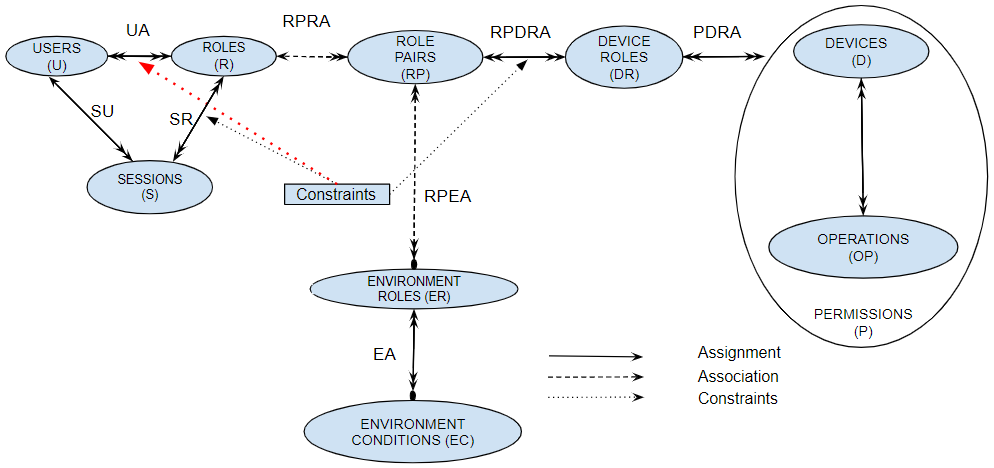 UA
RPRA
RPDRA
PDRA
USERS
(U)
ROLES
(R)
ROLE
PAIRS
(RP)
DEVICE
ROLES
(DR)
DEVICES
(D)
SU
SR
SESSIONS
(S)
Constraints
RPEA
OPERATIONS
(OP)
ENVIRONMENT
ROLES (ER)
PERMISSIONS
(P)
EA
Assignment
Association
Constraints
ENVIRONMENT
CONDITIONS (EC)